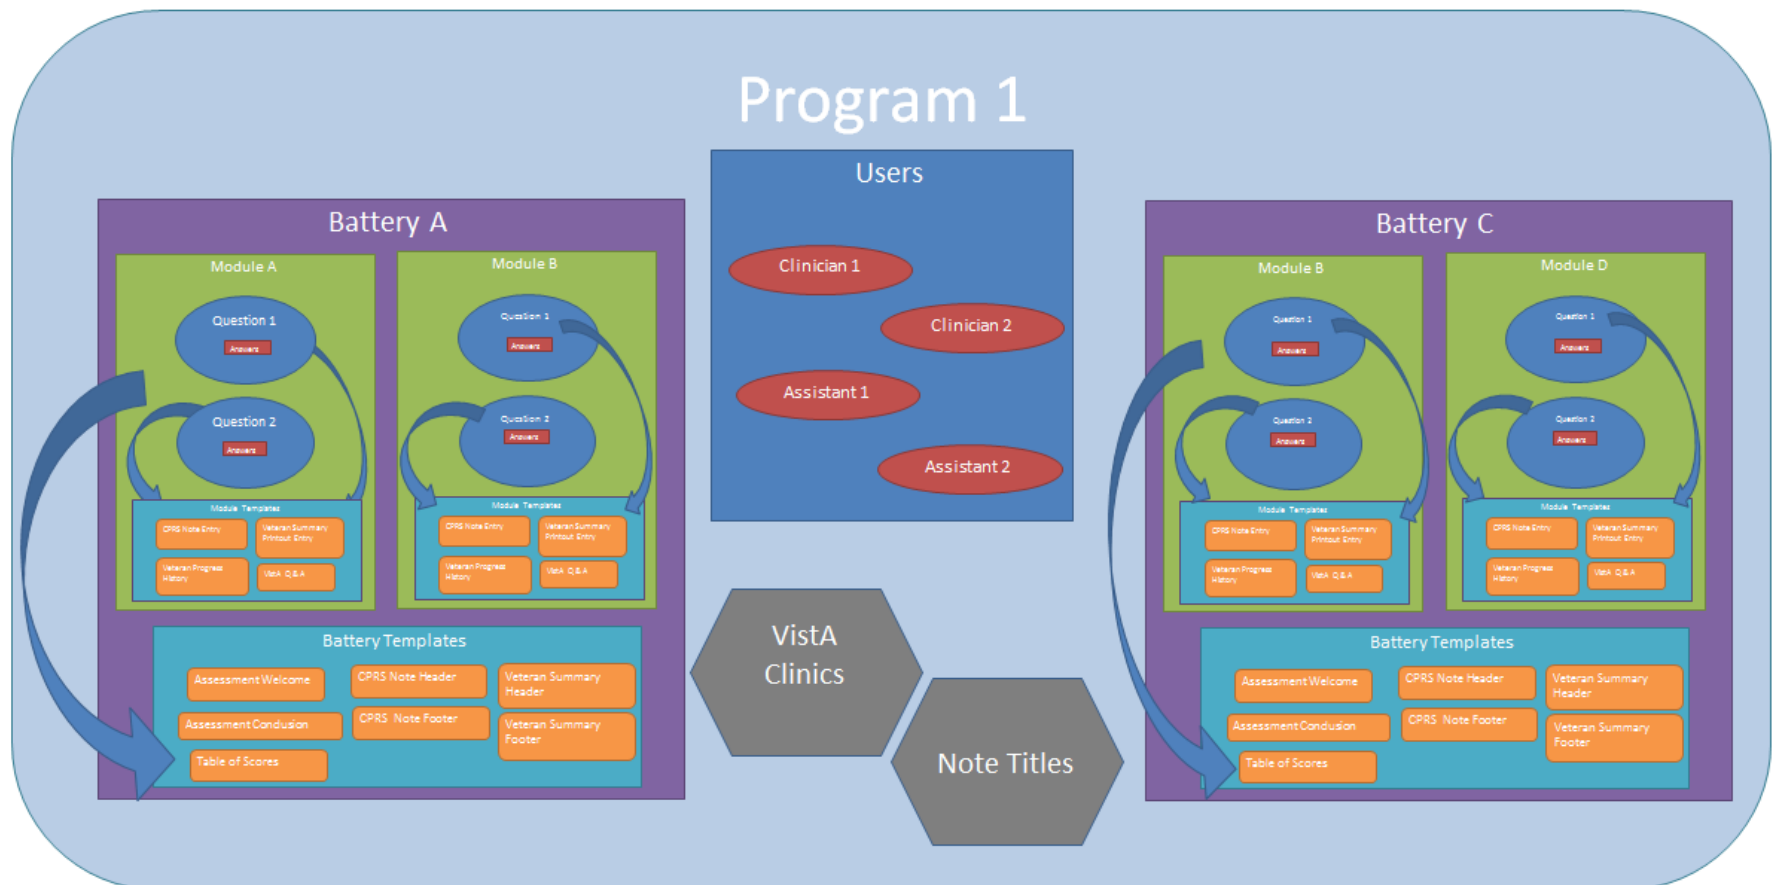 Program 1
Battery A
Module A
Question 1
Answers
Question 2
Answers
Module Templates
CPRS Note Entry
Veteran Summary
Printout Entry
Veteran Progress
History
VistA Q & A
Module B
Question 1
Answers
Question 2
Answers
Module Templates
CPRS Note Entry
Veteran Summary
Printout Entry
Veteran Progress
History
VistA Q & A
Battery Templates
Assessment Welcome
CPRS Note Header
Veteran Summary
Header
Assessment Conclusion
CPRS Note Footer
Veteran Summary
Footer
Table of Scores
Users
Clinician 1
Clinician 2
Assistant 1
Assistant 2
VistA
Clinics
Note Titles
Battery C
Module B
Question 1
Answers
Question 2
Answers
Module Templates
CPRS Note Entry
Veteran Summary
Printout Entry
Veteran Progress
History
VistA Q & A
Module D
Question 1
Answers
Question 2
Answers
Module Templates
CPRS Note Entry
Veteran Summary
Printout Entry
Veteran Progress
History
VistA Q & A
Battery Templates
Assessment Welcome
CPRS Note Header
Veteran Summary
Header
Assessment Conclusion
CPRS Note Footer
Veteran Summary
Footer
Table of Scores